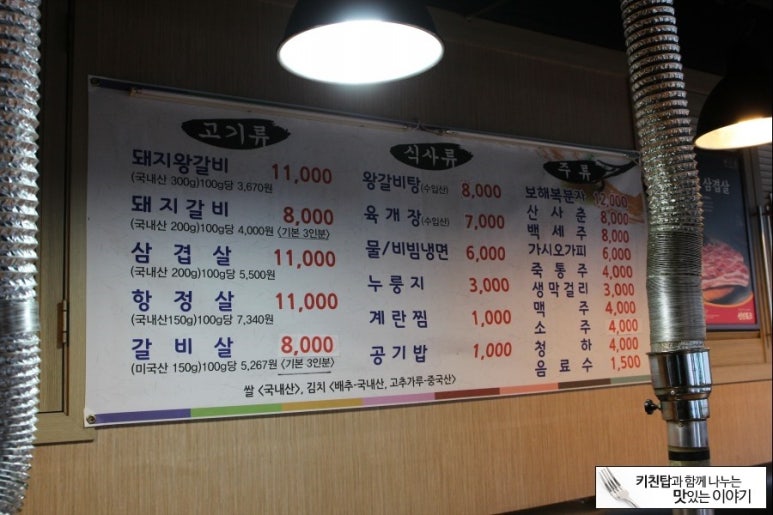 고기류
돼지왕갈비 11,000
(국내산 300g)100g당 3,670원
돼지갈비 8,000
(국내산 200g)100g당 4,000원 〈기본 3인분〉
삼겹살 11,000
(국내산 200g)100g당 5,500원
항정살 11,000
(국내산150g)100g당 7,340원
갈비살 8,000
(미국산 150g)100g당 5,267원 〈기본 3인분〉
식사류
왕갈비탕(수입산) 8,000
육개장(수입산) 7,000
물/비빔냉면 6,000
누룽지 3,000
계란찜 1,000
공기밥 1,000
주류
보해복분자 12,000
산사춘 8,000
백세주 8,000
가시오가피 6,000
죽통주 4,000
생막걸리 3,000
맥주 4,000
소주 4,000
청하 4,000
음료수 1,500
쌀 〈국내산〉, 김치 〈배추·국내산, 고추가루·중국산〉
삼겹살
키친탑과 함께 나누는
맛있는 이야기